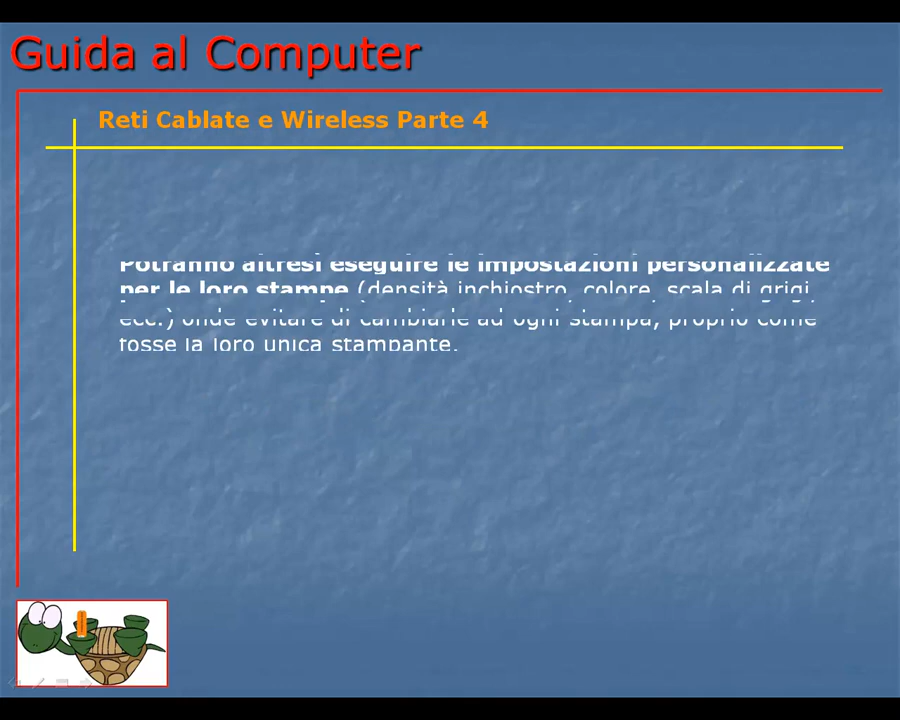 Guida al Computer
Reti Cablate e Wireless Parte 4
Potranno altresì eseguire le impostazioni personalizzate
per le loro stampe (densità inchiostro, colore, scala di grigi,
ecc.) onde evitare di cambiarle ad ogni stampa, proprio come
fosse la loro unica stampante.